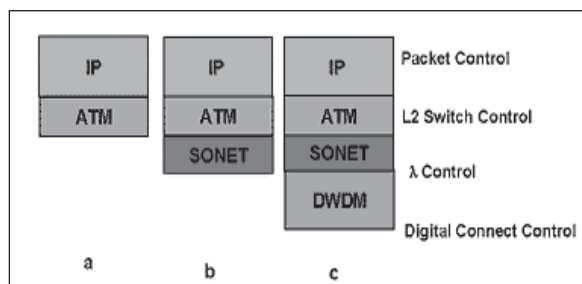 IP IP IP Packet Control
ATM ATM ATM L2 Switch Control
SONET SONET
λ Control
DWDM
Digital Connect Control
a b c